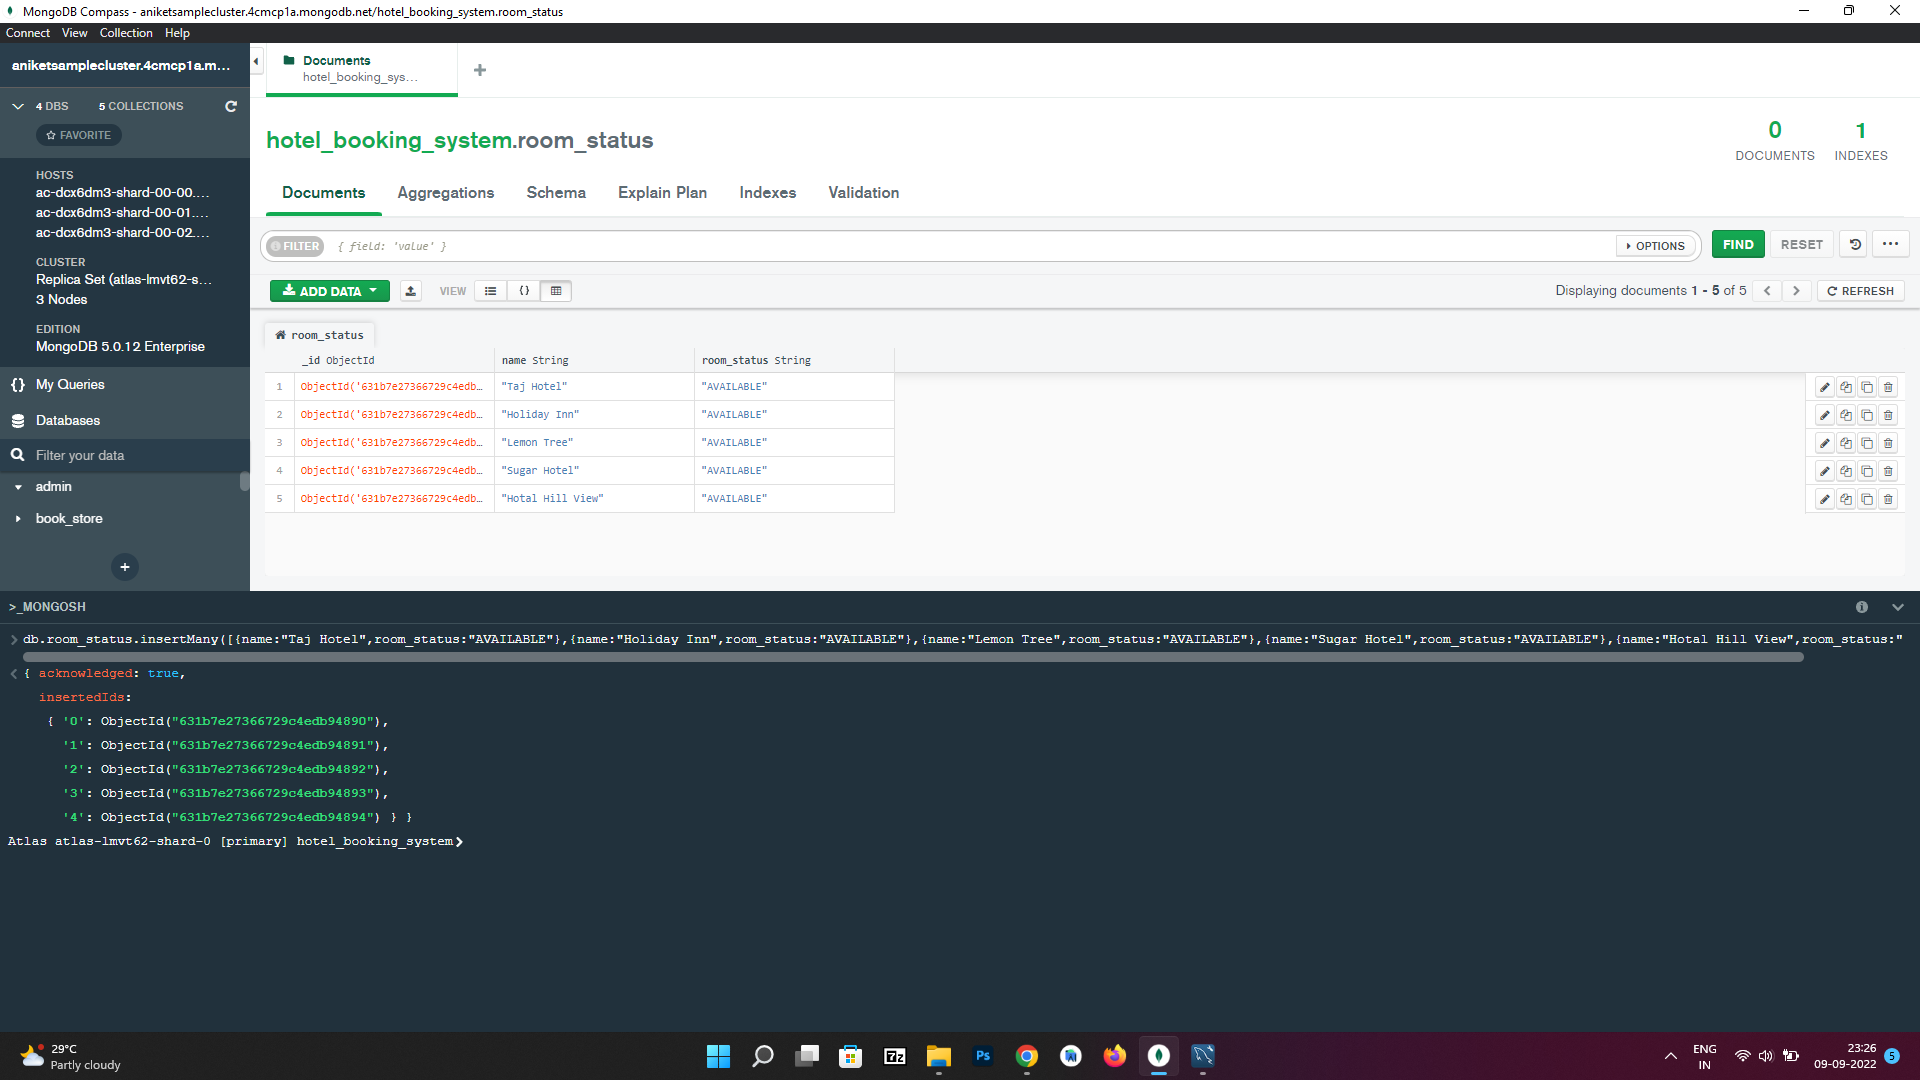 MongoDB Compass - aniketsamplecluster.4cmcp1a.mongodb.net/hotel_booking_system.room_status
Connect View Collection Help
aniketsamplecluster.4cmcp1a.m...
Documents
hotel_booking_sys...
4 DBS 5 COLLECTIONS
FAVORITE
HOSTS
ac-dcx6dm3-shard-00-00....
ac-dcx6dm3-shard-00-01....
ac-dcx6dm3-shard-00-02....
CLUSTER
Replica Set (atlas-lmvt62-s...
3 Nodes
EDITION
MongoDB 5.0.12 Enterprise
My Queries
Databases
Filter your data
admin
book_store
hotel_booking_system.room_status
0 DOCUMENTS
1 INDEXES
Documents Aggregations Schema Explain Plan Indexes Validation
FILTER { field: 'value' } OPTIONS FIND RESET
ADD DATA VIEW {} Displaying documents 1 - 5 of 5 REFRESH
room_status
_id ObjectId name String room_status String
1 ObjectId('631b7e27366729c4edb… "Taj Hotel" "AVAILABLE"
2 ObjectId('631b7e27366729c4edb… "Holiday Inn" "AVAILABLE"
3 ObjectId('631b7e27366729c4edb… "Lemon Tree" "AVAILABLE"
4 ObjectId('631b7e27366729c4edb… "Sugar Hotel" "AVAILABLE"
5 ObjectId('631b7e27366729c4edb… "Hotal Hill View" "AVAILABLE"
>_MONGOSH
db.room_status.insertMany([{name:"Taj Hotel",room_status:"AVAILABLE"},{name:"Holiday Inn",room_status:"AVAILABLE"},{name:"Lemon Tree",room_status:"AVAILABLE"},{name:"Sugar Hotel",room_status:"AVAILABLE"},{name:"Hotal Hill View",room_status:"
{ acknowledged: true,
insertedIds:
{ '0': ObjectId("631b7e27366729c4edb94890"),
'1': ObjectId("631b7e27366729c4edb94891"),
'2': ObjectId("631b7e27366729c4edb94892"),
'3': ObjectId("631b7e27366729c4edb94893"),
'4': ObjectId("631b7e27366729c4edb94894") } }
Atlas atlas-lmvt62-shard-0 [primary] hotel_booking_system>
29°C
Partly cloudy
7z
Ps
ENG
IN
23:26
09-09-2022
5